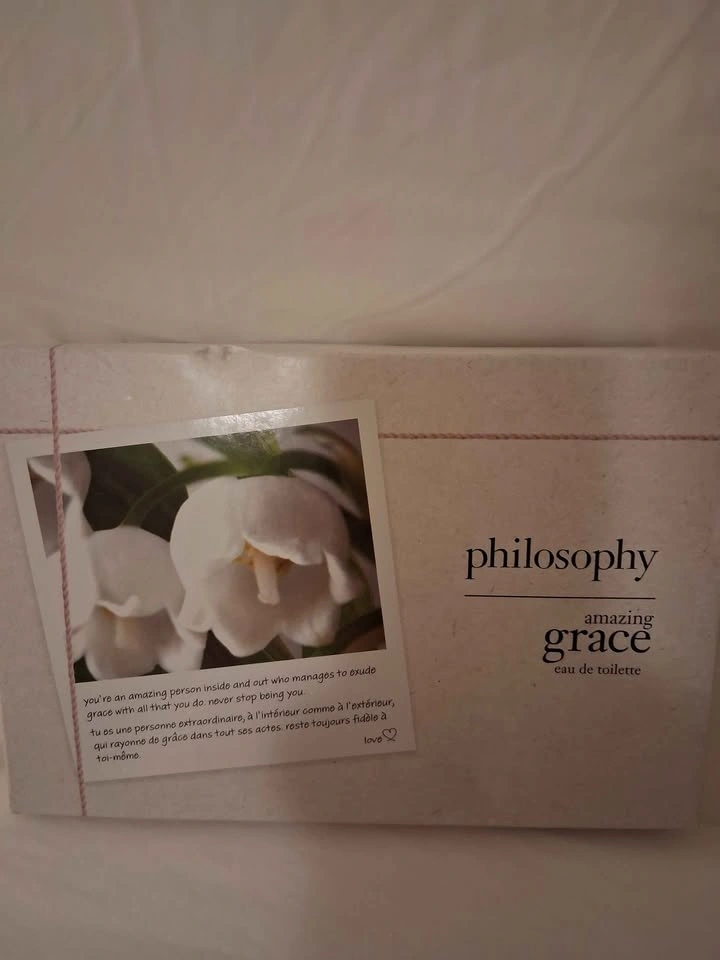 philosophy
amazing
grace
eau de toilette
you're an amazing person inside and out who manages to exude
grace with all that you do. never stop being you.
tu es une personne extraordinaire, à l'intérieur comme à l'extérieur,
qui rayonne de grâce dans tout ses actes. reste toujours fidèle à
toi-même.
love